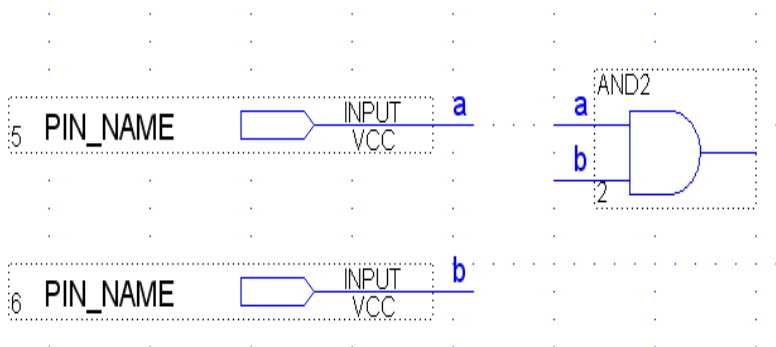 AND2
INPUT a a
5 PIN_NAME
VCC
b
2
INPUT b
6 PIN_NAME
VCC